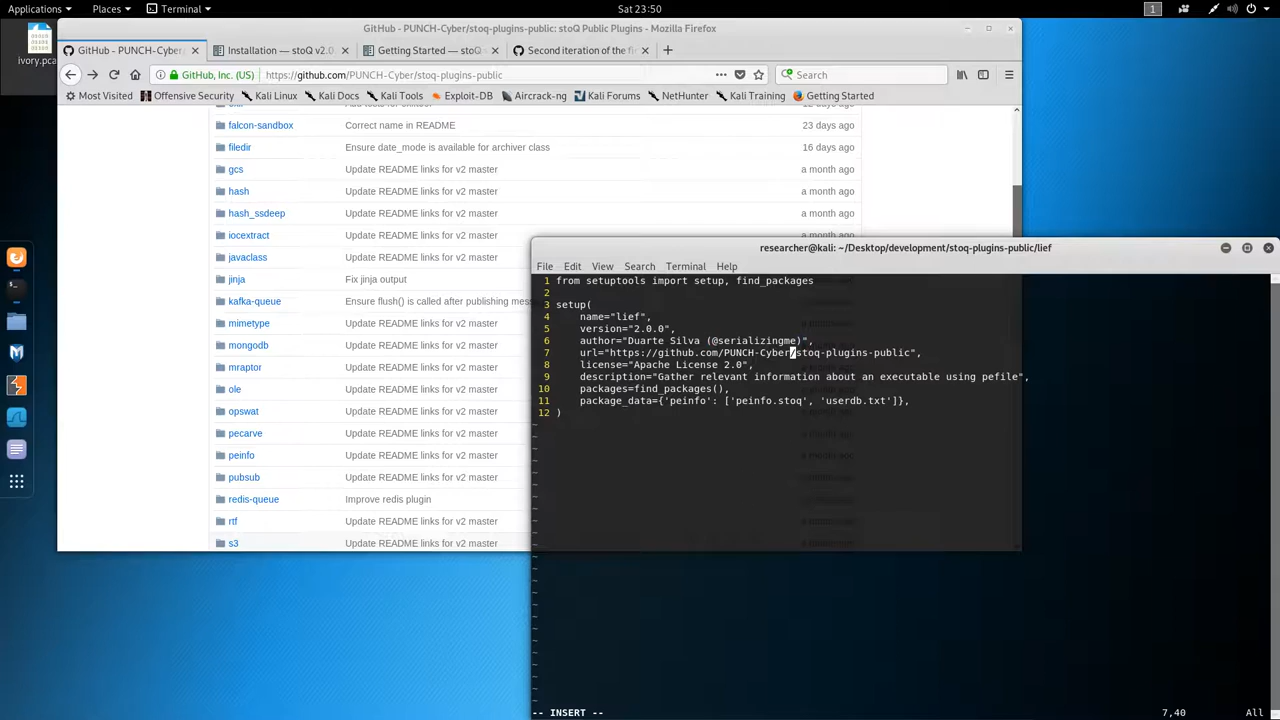 Applications
Places
Terminal
Sat 23:50
1
ivory.pca
GitHub - PUNCH-Cyber/stoq-plugins-public: stoQ Public Plugins - Mozilla Firefox
GitHub - PUNCH-Cyber/
Installation — stoQ v2.0
Getting Started — stoQ
Second iteration of the fi
GitHub, Inc. (US)
https://github.com/PUNCH-Cyber/stoq-plugins-public
Search
Most Visited
Offensive Security
Kali Linux
Kali Docs
Kali Tools
Exploit-DB
Aircrack-ng
Kali Forums
NetHunter
Kali Training
Getting Started
falcon-sandbox Correct name in README 23 days ago
filedir Ensure date_mode is available for archiver class 16 days ago
gcs Update README links for v2 master a month ago
hash Update README links for v2 master a month ago
hash_ssdeep Update README links for v2 master a month ago
iocextract Update README links for v2 master a month ago
javaclass Update README links for v2 master
jinja Fix jinja output
kafka-queue Ensure flush() is called after publishing mess
mimetype Update README links for v2 master
mongodb Update README links for v2 master
mraptor Update README links for v2 master
ole Update README links for v2 master
opswat Update README links for v2 master
pecarve Update README links for v2 master
peinfo Update README links for v2 master
pubsub Update README links for v2 master
redis-queue Improve redis plugin
rtf Update README links for v2 master
s3 Update README links for v2 master
researcher@kali: ~/Desktop/development/stoq-plugins-public/lief
File Edit View Search Terminal Help
1 from setuptools import setup, find_packages
2
3 setup(
4 name="lief",
5 version="2.0.0",
6 author="Duarte Silva (@serializingme)",
7 url="https://github.com/PUNCH-Cyber/stoq-plugins-public",
8 license="Apache License 2.0",
9 description="Gather relevant information about an executable using pefile",
10 packages=find_packages(),
11 package_data={'peinfo': ['peinfo.stoq', 'userdb.txt']},
12 )
-- INSERT --
7,40
All